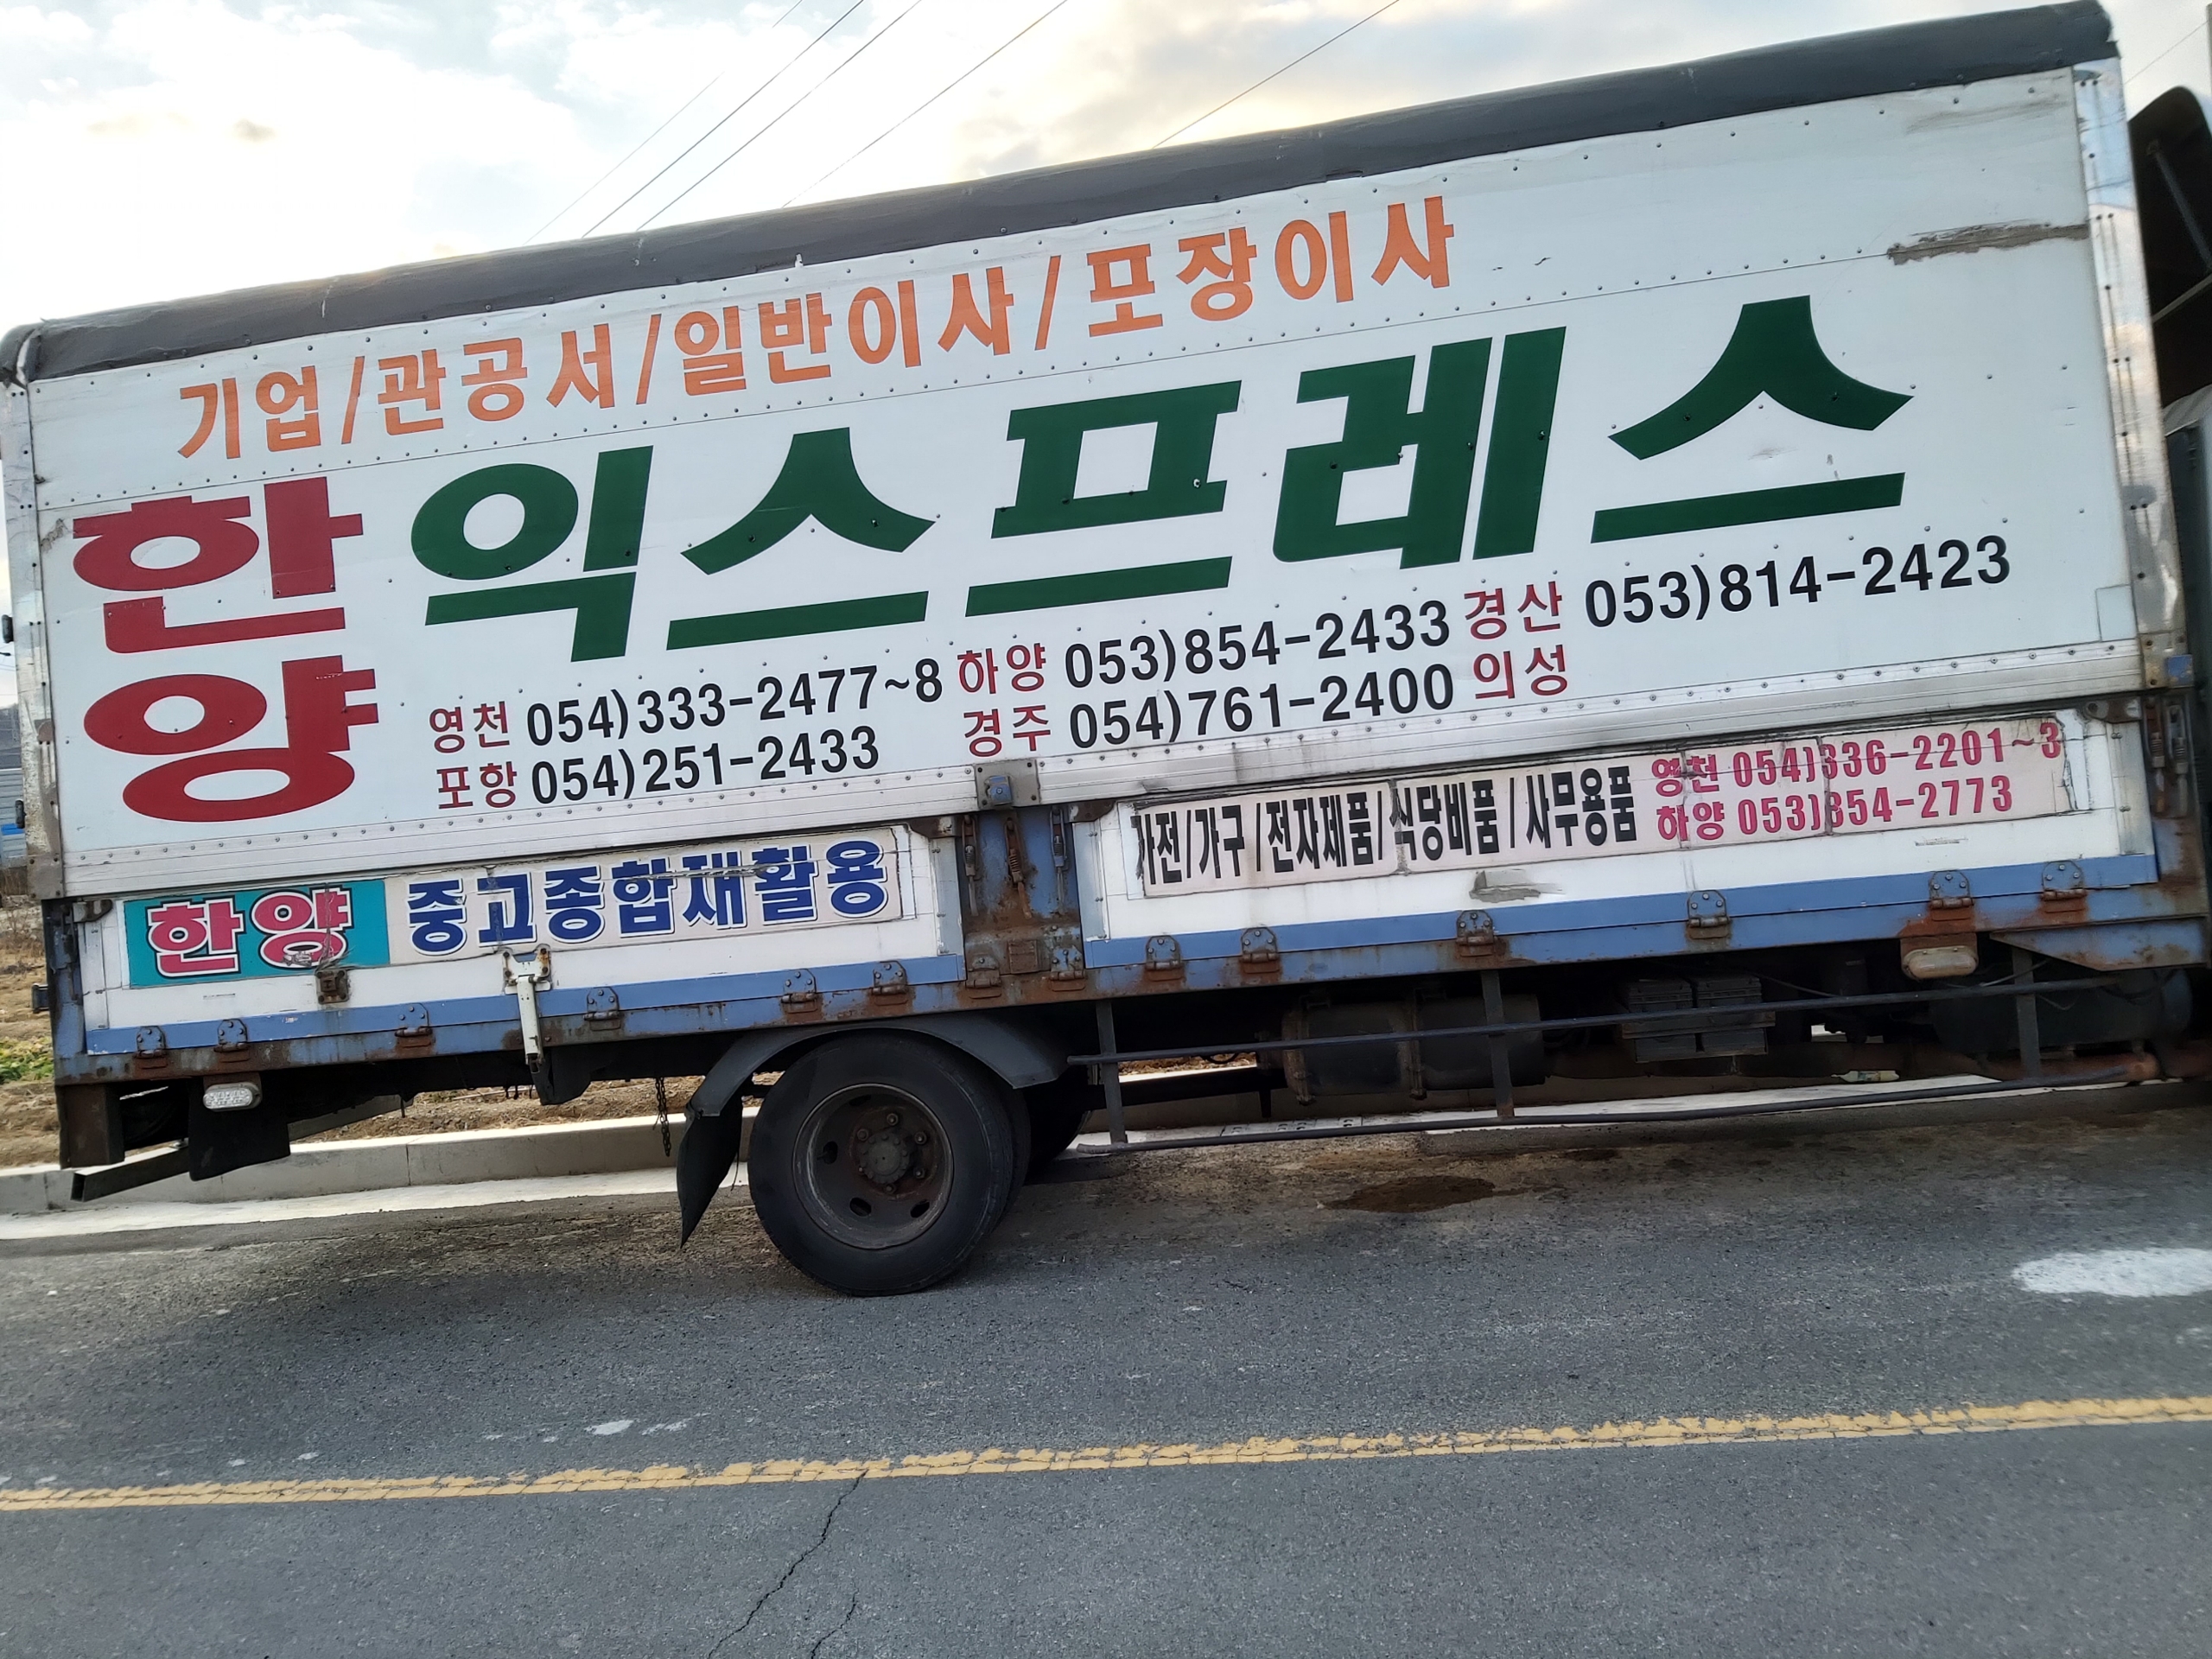 기업/관공서/일반이사/포장이사
한양 익스프레스
영천 054)333-2477~8 하양 053)854-2433 경산 053)814-2423
포항 054)251-2433 경주 054)761-2400 의성
한양 중고종합재활용
가전/가구/전자제품/식당비품/사무용품
영천 054)336-2201~3
하양 053)854-2773